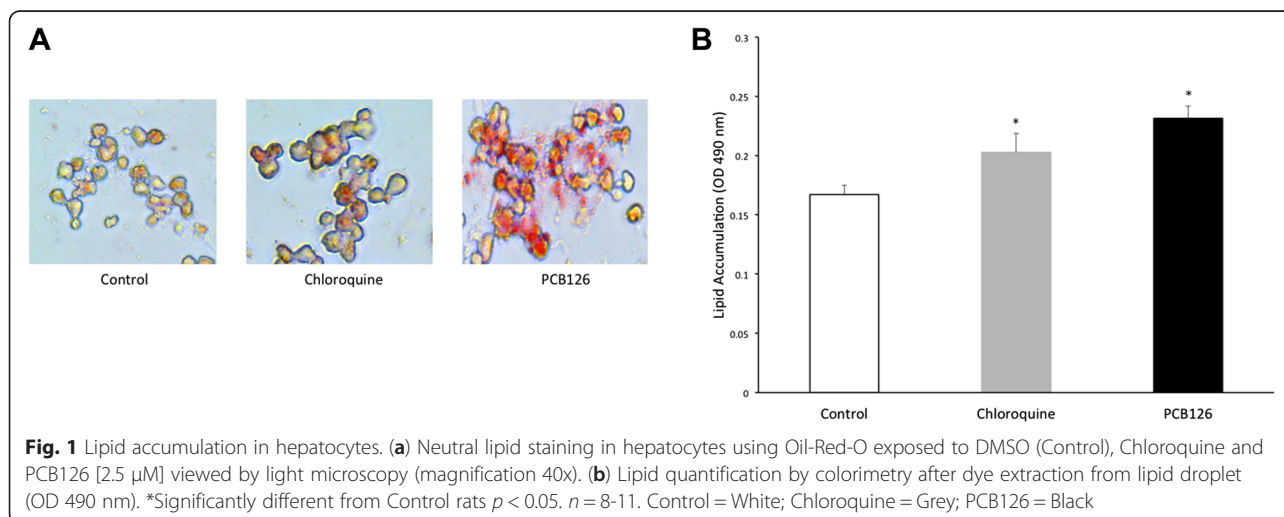 A
Control
Chloroquine
PCB126
B
Lipid Accumulation (OD 490 nm)
0.3
0.25
0.2
0.15
0.1
0.05
0
*
*
Control
Chloroquine
PCB126
Fig. 1 Lipid accumulation in hepatocytes. (a) Neutral lipid staining in hepatocytes using Oil-Red-O exposed to DMSO (Control), Chloroquine and
PCB126 [2.5 μM] viewed by light microscopy (magnification 40x). (b) Lipid quantification by colorimetry after dye extraction from lipid droplet
(OD 490 nm). *Significantly different from Control rats p < 0.05. n = 8-11. Control = White; Chloroquine = Grey; PCB126 = Black